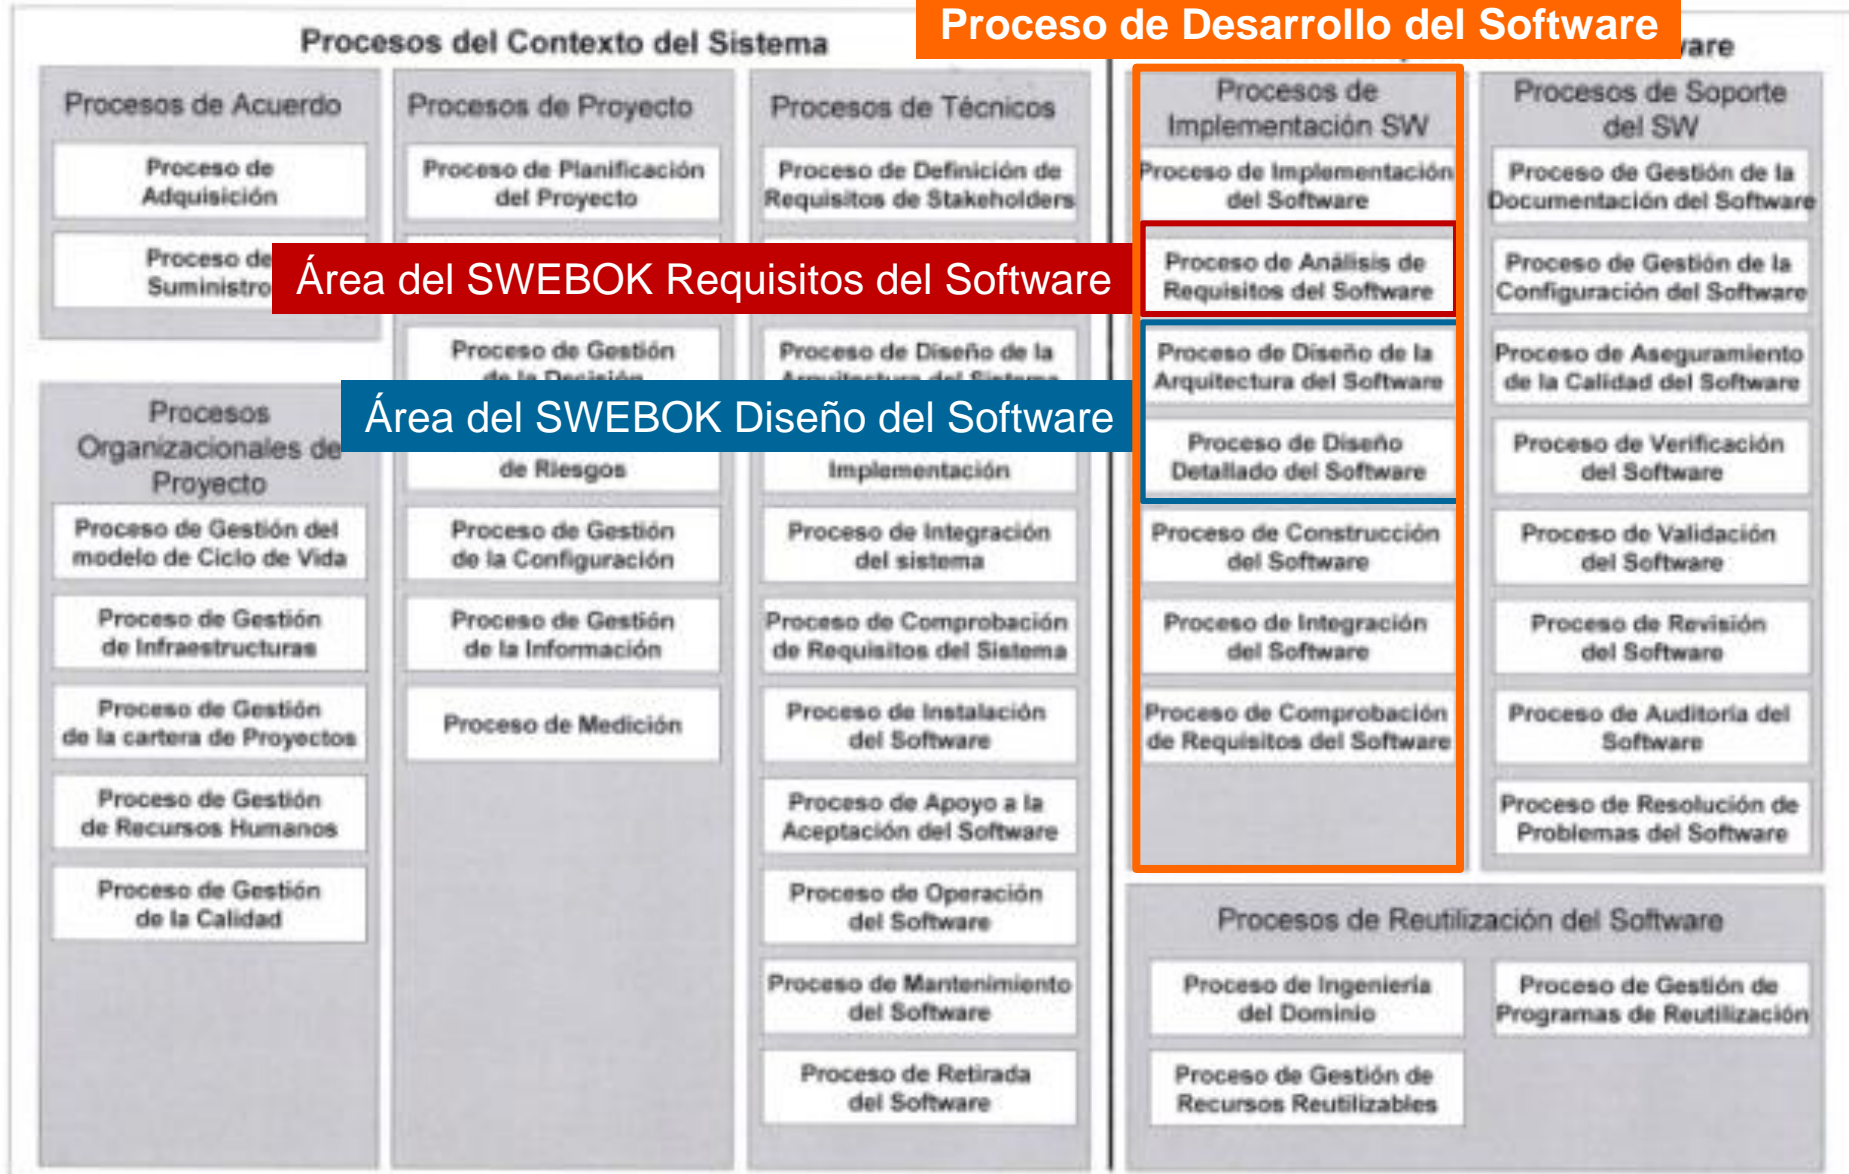 Proceso de Desarrollo del Software
Procesos del Contexto del Sistema
ware
Procesos de Acuerdo
Proceso de
Adquisición
Proceso de
Suministro
Procesos
Organizacionales de
Proyecto
Proceso de Gestión del
modelo de Ciclo de Vida
Proceso de Gestión
de Infraestructuras
Proceso de Gestión
de la cartera de Proyectos
Proceso de Gestión
de Recursos Humanos
Proceso de Gestión
de la Calidad
Procesos de Proyecto
Proceso de Planificación
del Proyecto
Proceso de Gestión
de la Decisión
de Riesgos
Proceso de Gestión
de la Configuración
Proceso de Gestión
de la Información
Proceso de Medición
Procesos de Técnicos
Proceso de Definición de
Requisitos de Stakeholders
Proceso de Diseño de la
Arquitectura del Sistema
Implementación
Proceso de Integración
del sistema
Proceso de Comprobación
de Requisitos del Sistema
Proceso de Instalación
del Software
Proceso de Apoyo a la
Aceptación del Software
Proceso de Operación
del Software
Proceso de Mantenimiento
del Software
Proceso de Retirada
del Software
Área del SWEBOK Requisitos del Software
Área del SWEBOK Diseño del Software
Procesos de
Implementación SW
Proceso de Implementación
del Software
Proceso de Análisis de
Requisitos del Software
Proceso de Diseño de la
Arquitectura del Software
Proceso de Diseño
Detallado del Software
Proceso de Construcción
del Software
Proceso de Integración
del Software
Proceso de Comprobación
de Requisitos del Software
Procesos de Soporte
del SW
Proceso de Gestión de la
Documentación del Software
Proceso de Gestión de la
Configuración del Software
Proceso de Aseguramiento
de la Calidad del Software
Proceso de Verificación
del Software
Proceso de Validación
del Software
Proceso de Revisión
del Software
Proceso de Auditoría del
Software
Proceso de Resolución de
Problemas del Software
Procesos de Reutilización del Software
Proceso de Ingeniería
del Dominio
Proceso de Gestión de
Programas de Reutilización
Proceso de Gestión de
Recursos Reutilizables